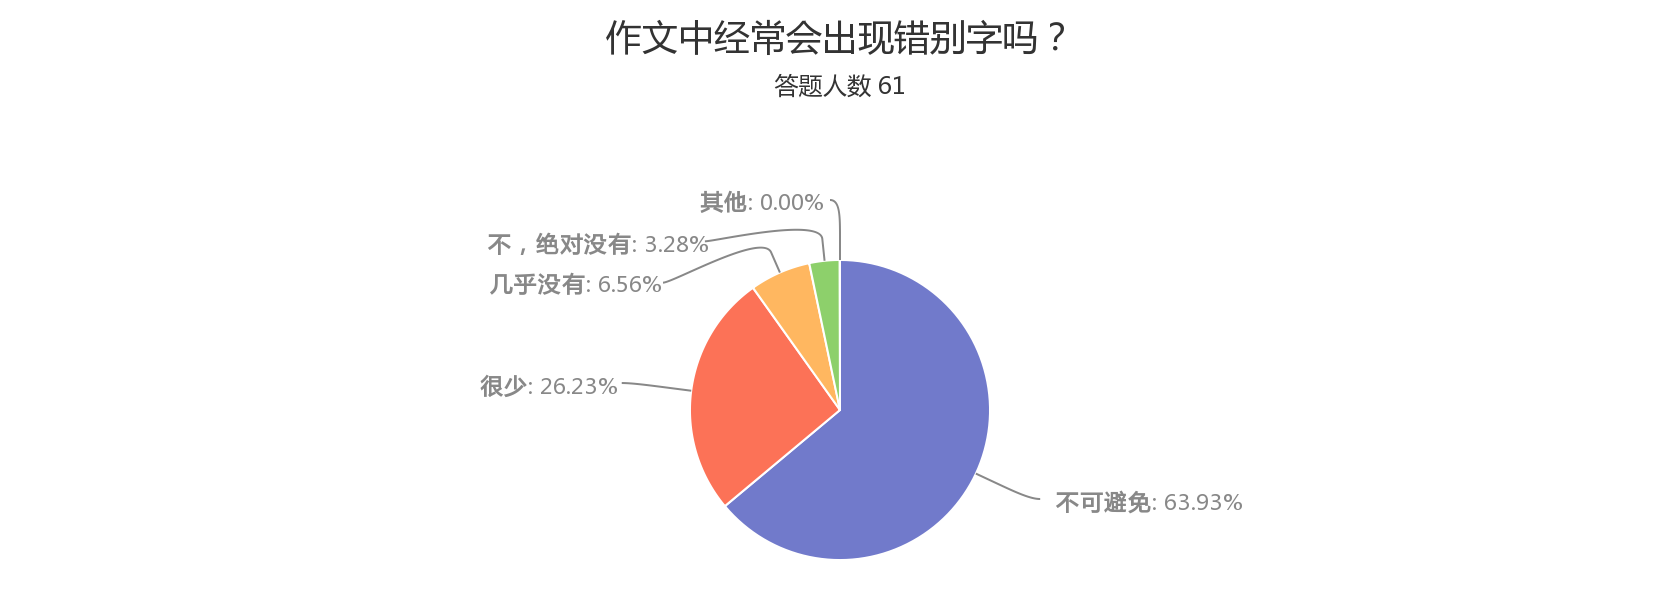 作文中经常会出现错别字吗？
答题人数 61
其他: 0.00%
不，绝对没有: 3.28%
几乎没有: 6.56%
很少: 26.23%
不可避免: 63.93%